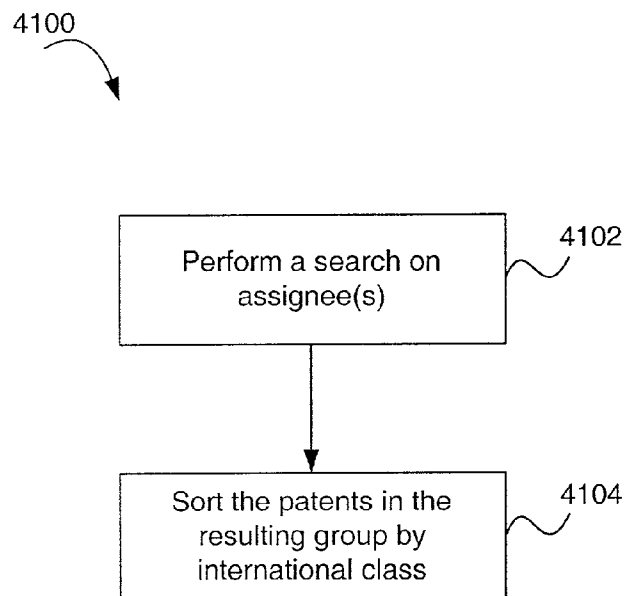 4100
Perform a search on
assignee(s)
4102
Sort the patents in the
resulting group by
international class
4104